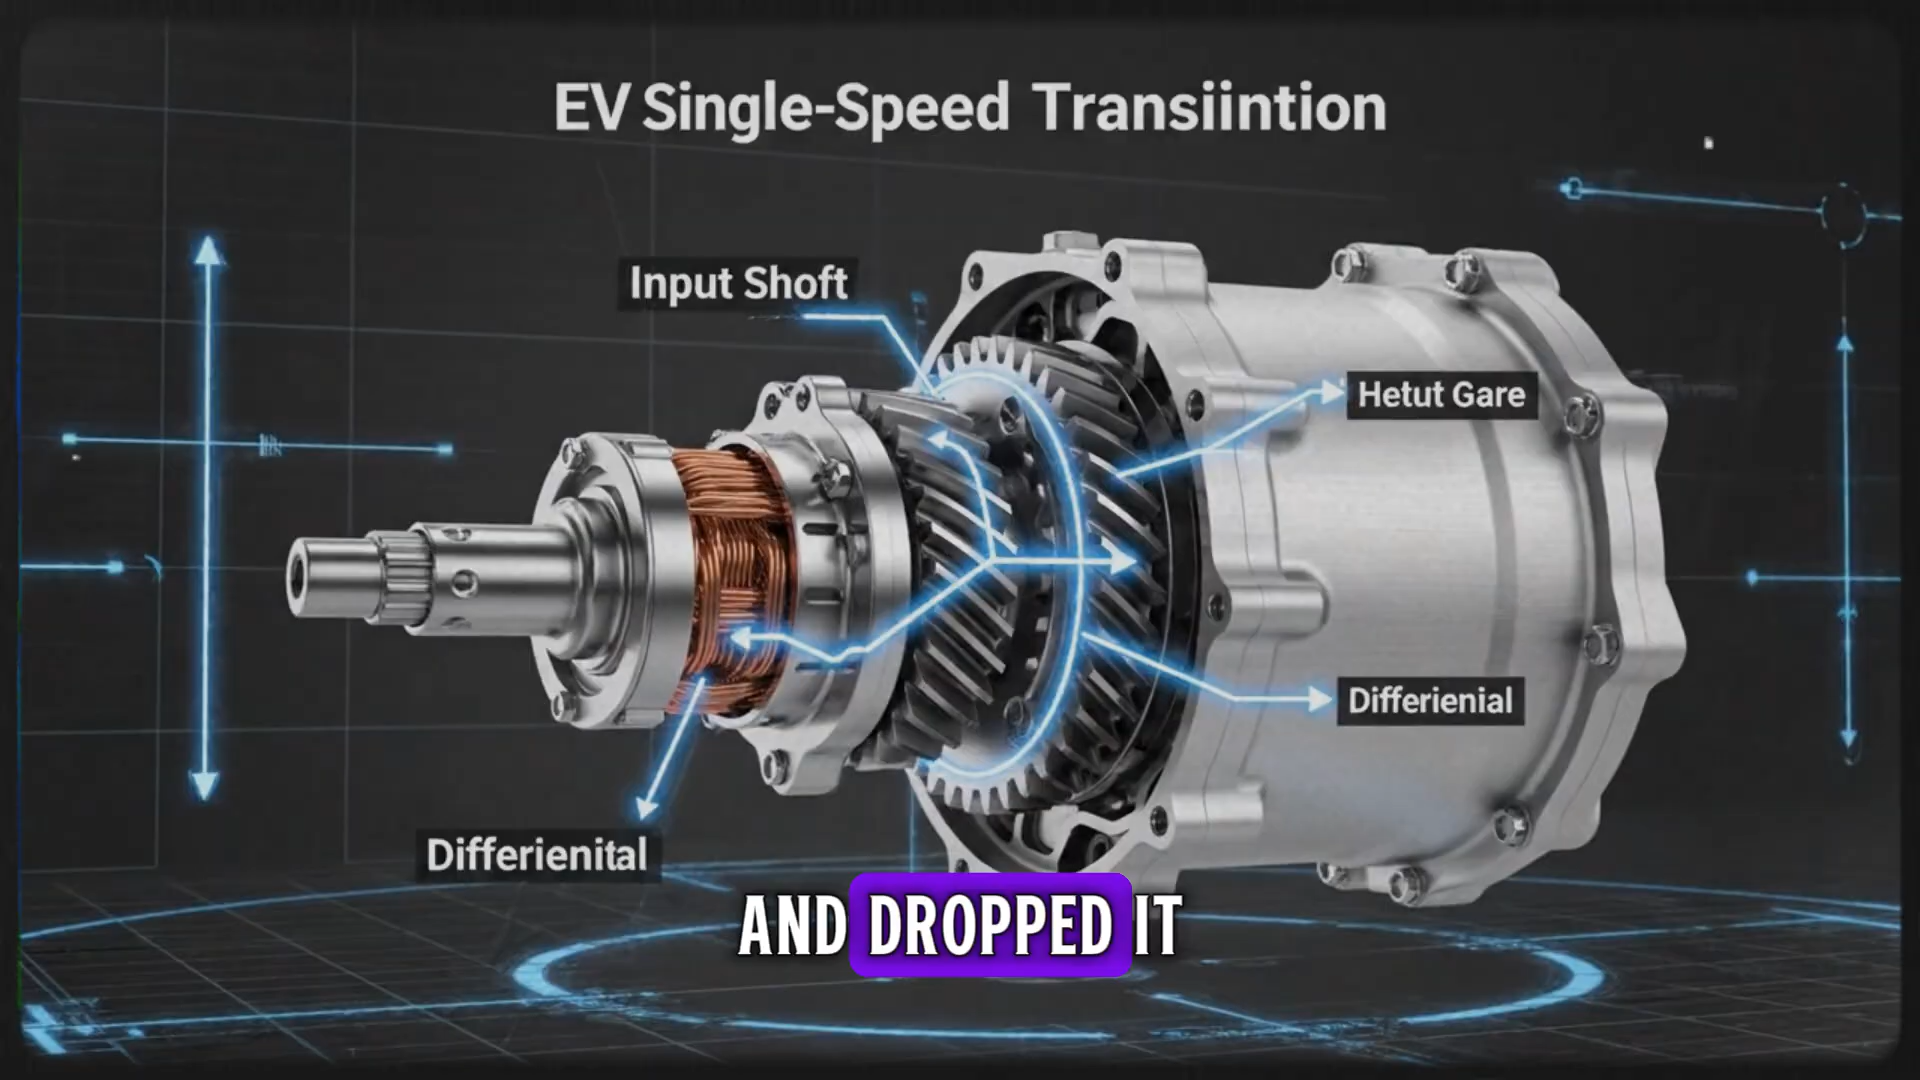 EV Single-Speed Transiintion
Input Shoft
Hetut Gare
Differienial
Differienital
AND DROPPED IT